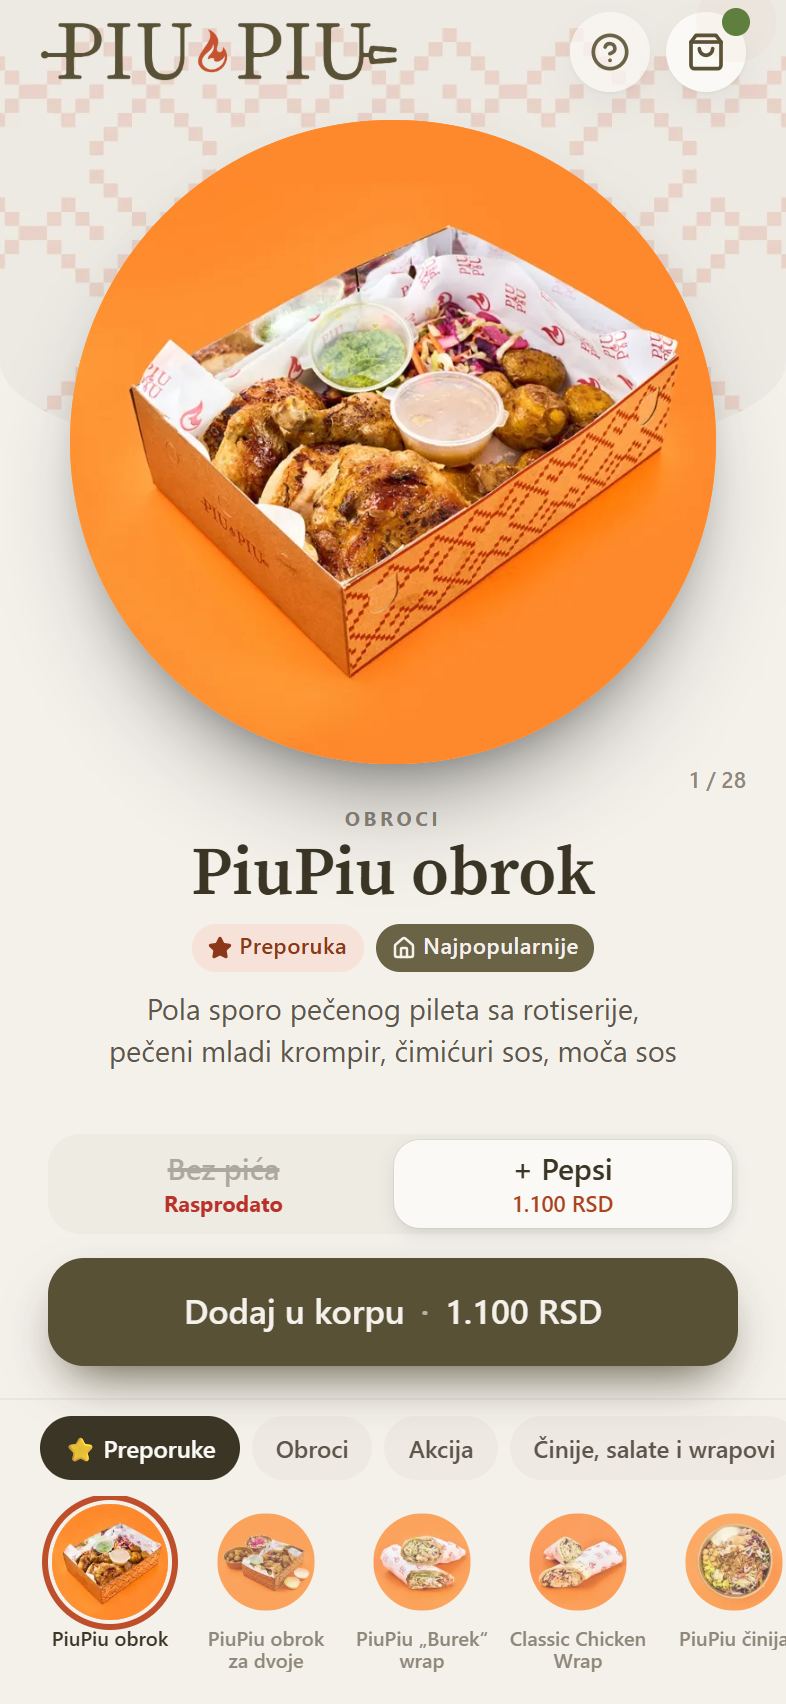 PIU PIU
PIU PIU
1 / 28
OBROCI
PiuPiu obrok
Preporuka
Najpopularnije
Pola sporo pečenog pileta sa rotiserije,
pečeni mladi krompir, čimićuri sos, moča sos
Bez pića
Rasprodato
+ Pepsi
1.100 RSD
Dodaj u korpu · 1.100 RSD
Preporuke
Obroci
Akcija
Činije, salate i wrapovi
PiuPiu obrok
PiuPiu obrok
za dvoje
PiuPiu „Burek“
wrap
Classic Chicken
Wrap
PiuPiu činija